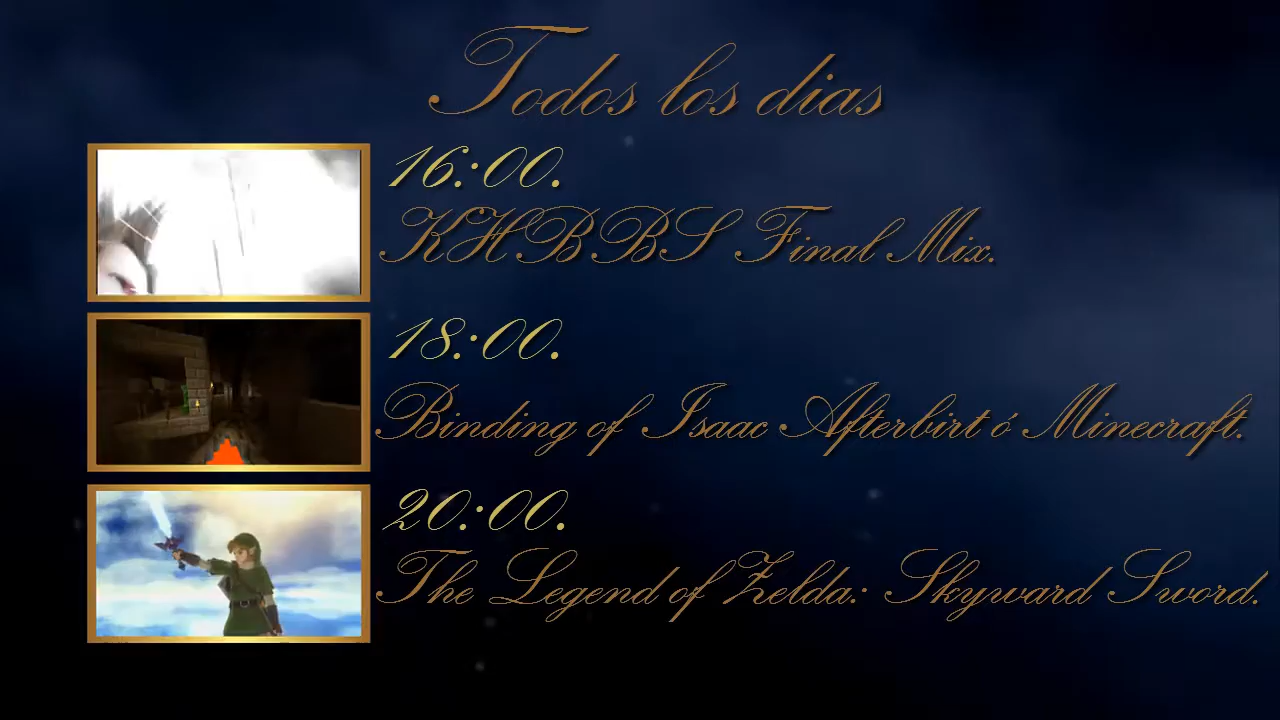 Todos los dias
16:00.
KHBBS Final Mix.
18:00.
Binding of Isaac Afterbirt ó Minecraft.
20:00.
The Legend of Zelda: Skyward Sword.